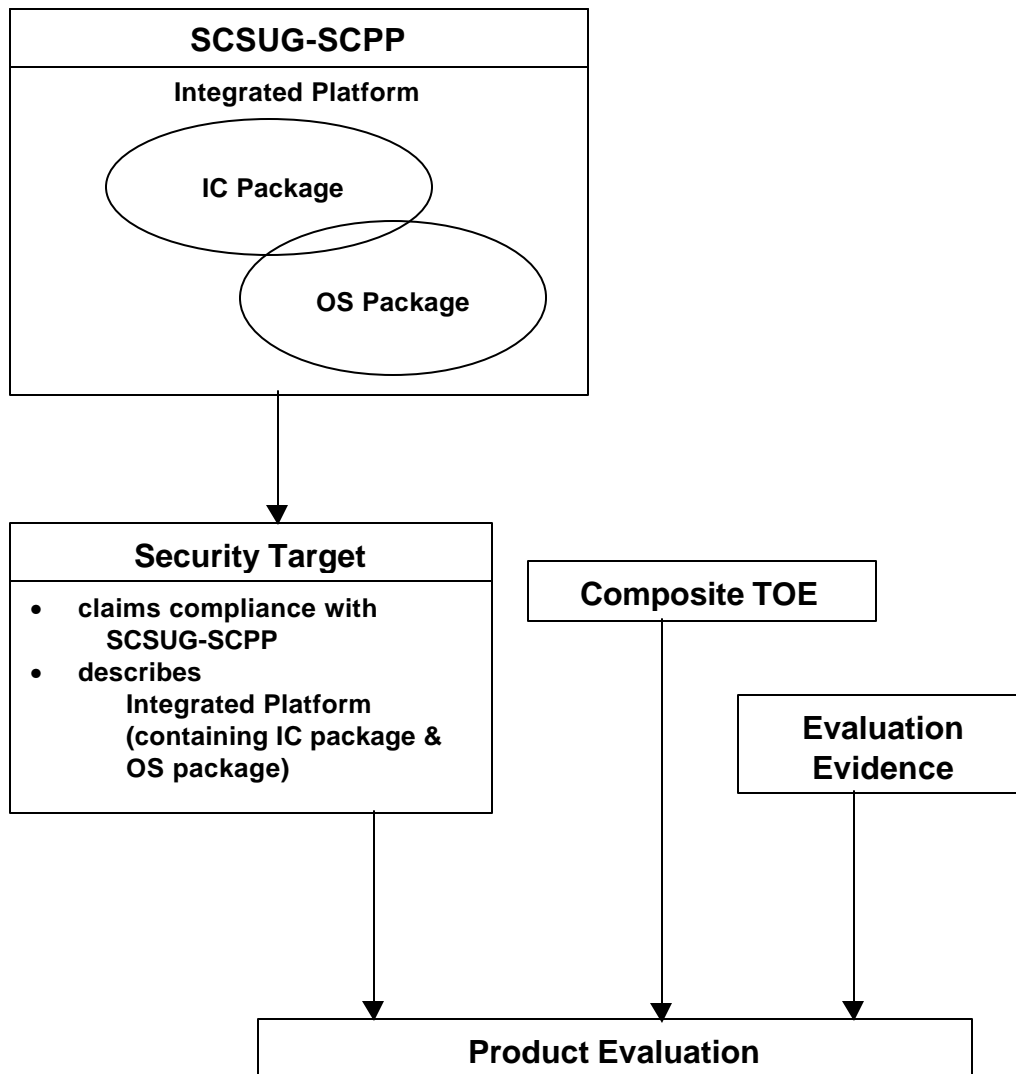 SCSUG-SCPP
Integrated Platform
IC Package
OS Package
Security Target
• claims compliance with
SCSUG-SCPP
• describes
Integrated Platform
(containing IC package &
OS package)
Composite TOE
Evaluation
Evidence
Product Evaluation